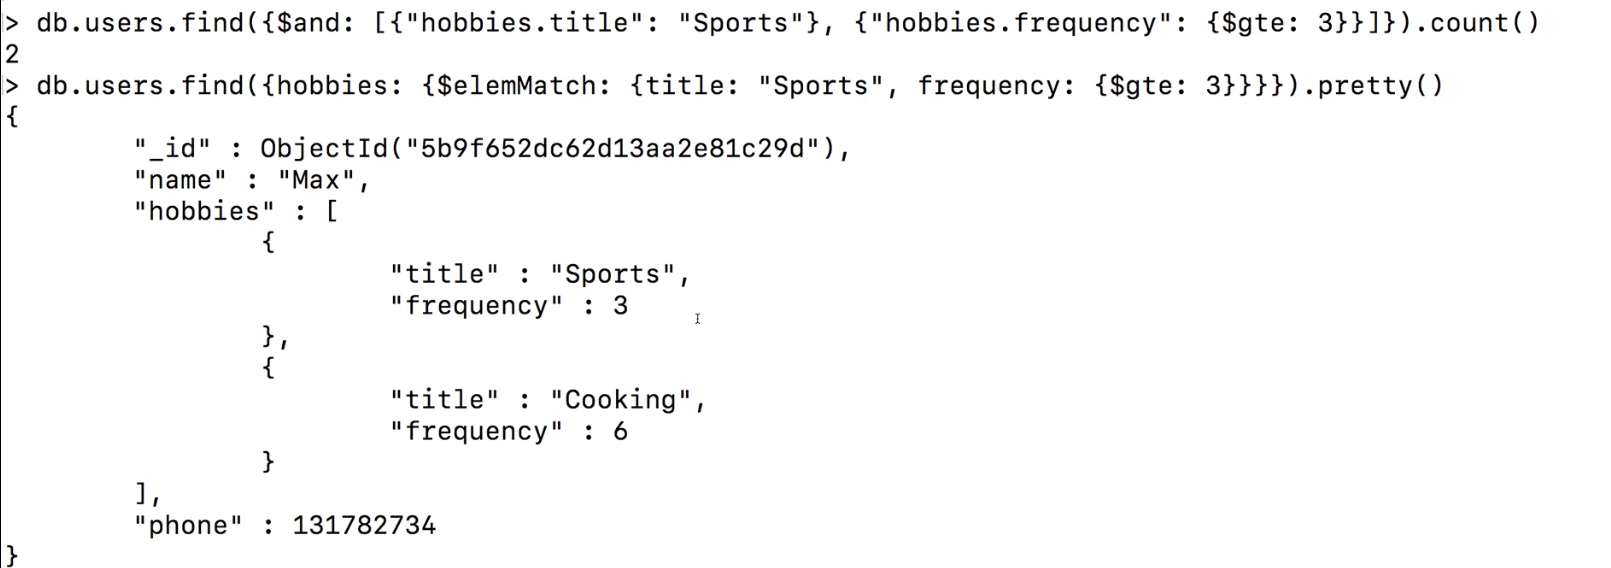 > db.users.find({$and: [{"hobbies.title": "Sports"}, {"hobbies.frequency": {$gte: 3}}]}).count()
2
> db.users.find({hobbies: {$elemMatch: {title: "Sports", frequency: {$gte: 3}}}}).pretty()
{
        "_id" : ObjectId("5b9f652dc62d13aa2e81c29d"),
        "name" : "Max",
        "hobbies" : [
                {
                        "title" : "Sports",
                        "frequency" : 3
                },
                {
                        "title" : "Cooking",
                        "frequency" : 6
                }
        ],
        "phone" : 131782734
}